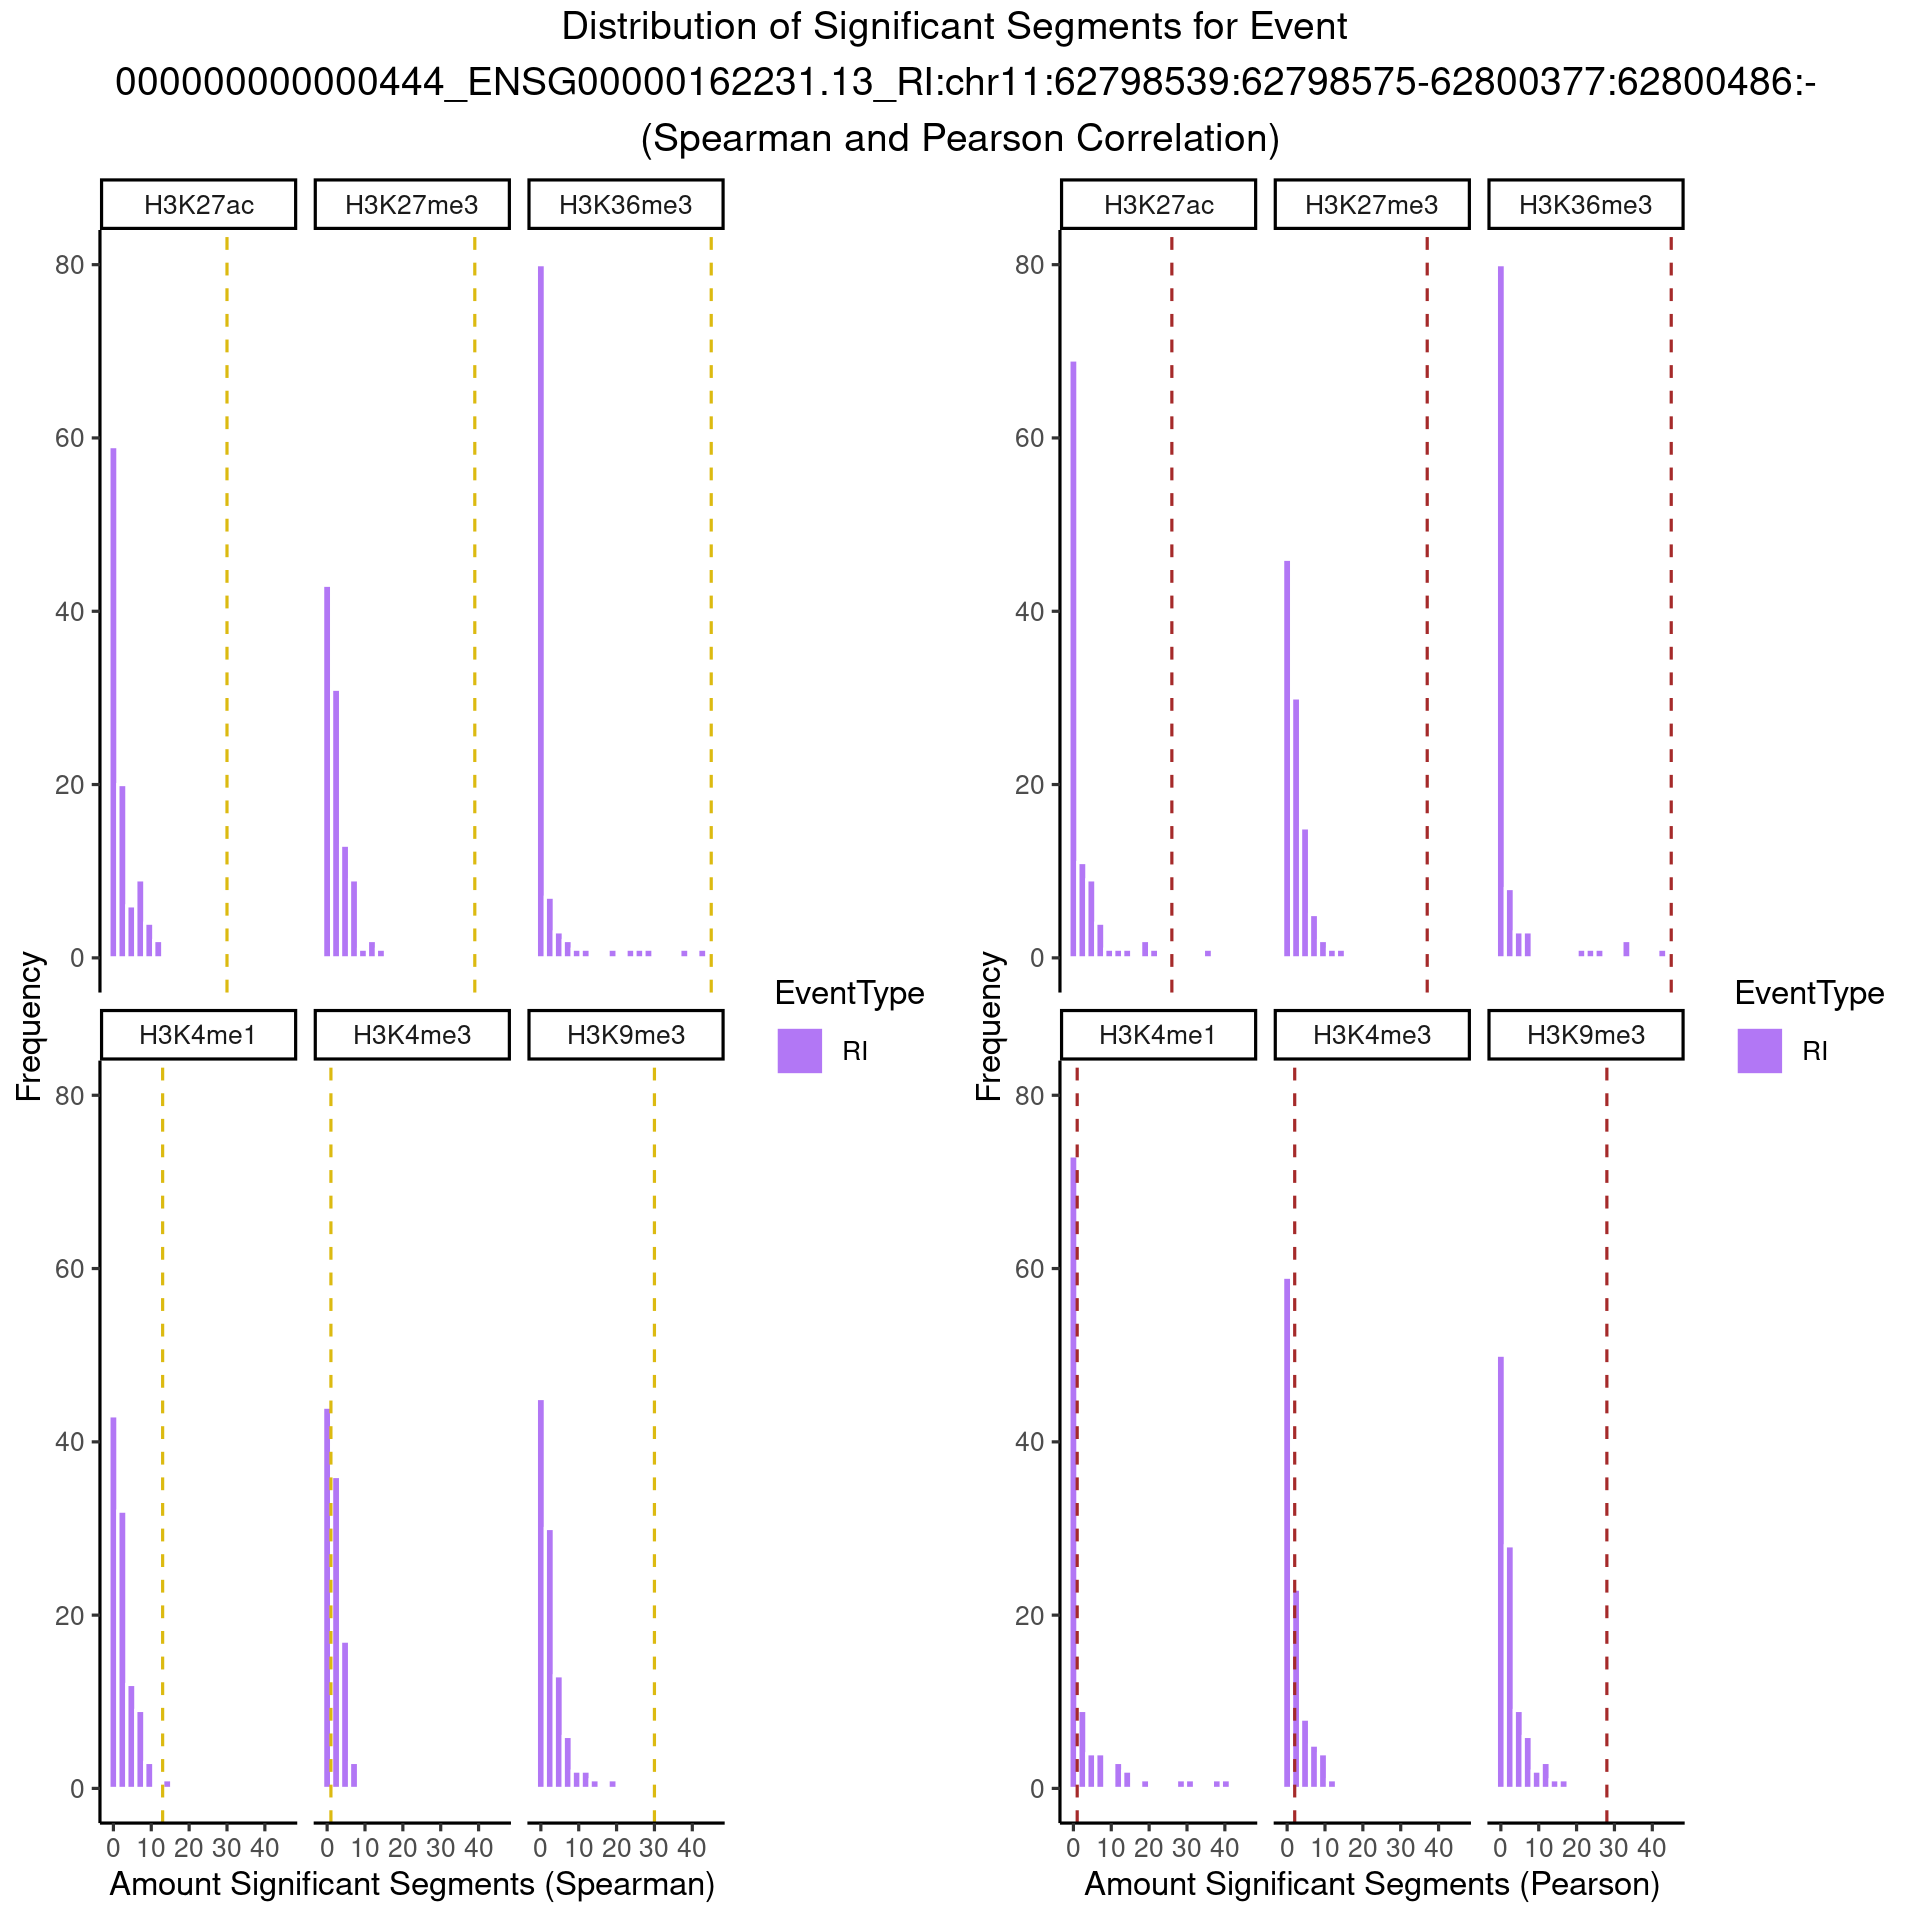 Distribution of Significant Segments for Event
000000000000444_ENSG00000162231.13_RI:chr11:62798539:62798575-62800377:62800486:-
(Spearman and Pearson Correlation)
H3K27ac H3K27me3 H3K36me3
80
60
40
20
0
H3K4me1 H3K4me3 H3K9me3
80
60
40
20
0
0 10 20 30 40 0 10 20 30 40 0 10 20 30 40
Frequency
Amount Significant Segments (Spearman)
EventType
RI
H3K27ac H3K27me3 H3K36me3
80
60
40
20
0
H3K4me1 H3K4me3 H3K9me3
80
60
40
20
0
0 10 20 30 40 0 10 20 30 40 0 10 20 30 40
Frequency
Amount Significant Segments (Pearson)
EventType
RI